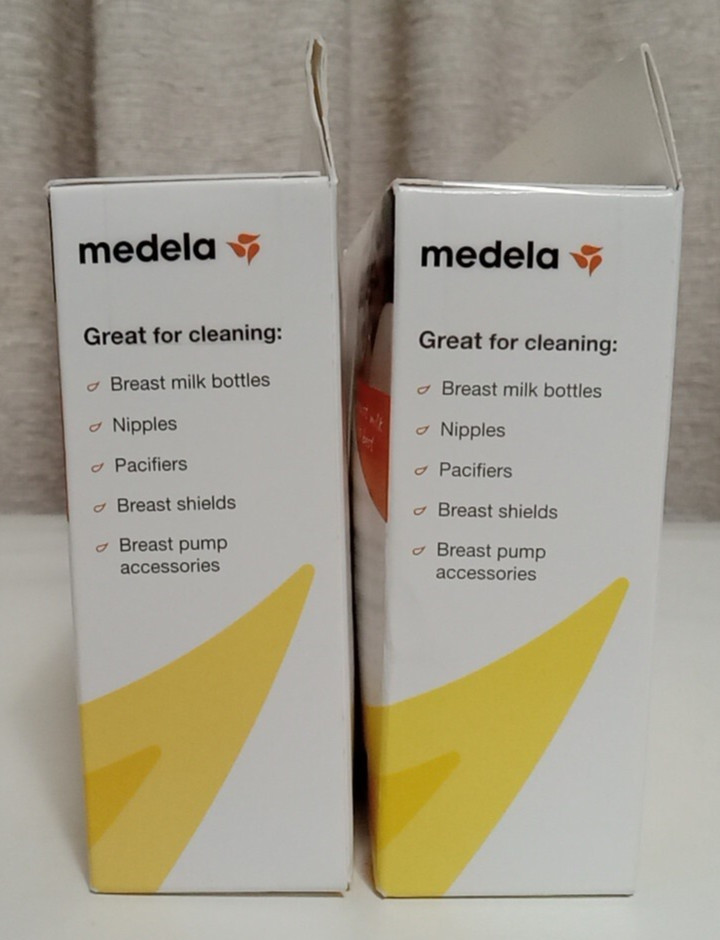 medela
Great for cleaning:
Breast milk bottles
Nipples
Pacifiers
Breast shields
Breast pump
accessories
medela
Great for cleaning:
Breast milk bottles
Nipples
Pacifiers
Breast shields
Breast pump
accessories